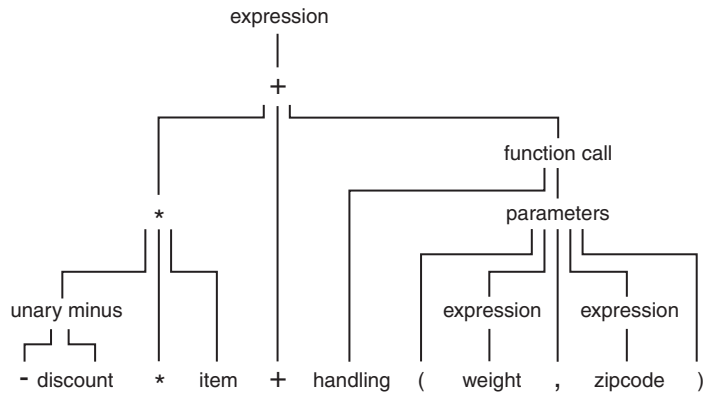 expression
+
function call
* parameters
unary minus expression expression
- discount * item + handling ( weight , zipcode )